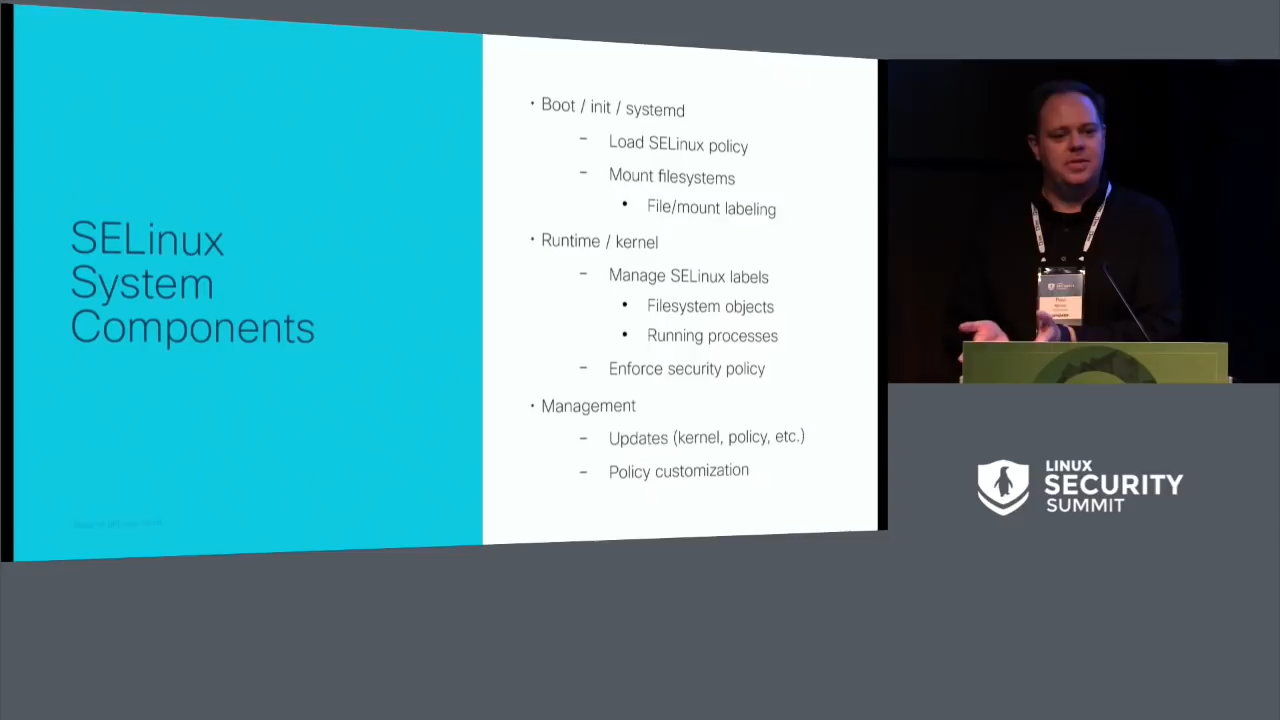 SELinux
System
Components
• Boot / init / systemd
– Load SELinux policy
– Mount filesystems
• File/mount labeling
• Runtime / kernel
– Manage SELinux labels
• Filesystem objects
• Running processes
– Enforce security policy
• Management
– Updates (kernel, policy, etc.)
– Policy customization
LINUX
SECURITY
SUMMIT